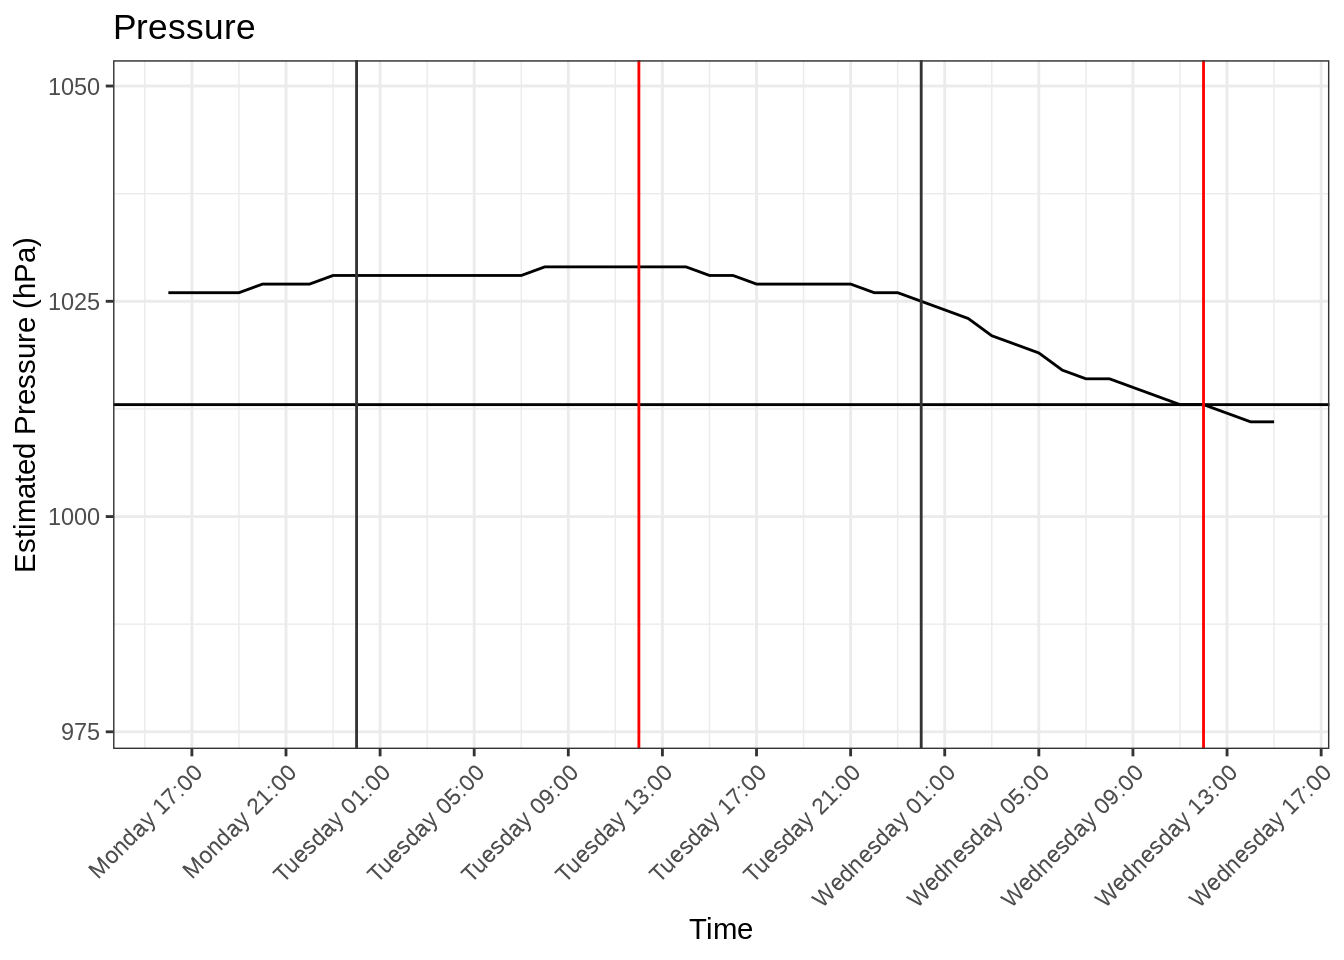 Pressure
Estimated Pressure (hPa)
1050
1025
1000
975
Monday 17:00
Monday 21:00
Tuesday 01:00
Tuesday 05:00
Tuesday 09:00
Tuesday 13:00
Tuesday 17:00
Tuesday 21:00
Wednesday 01:00
Wednesday 05:00
Wednesday 09:00
Wednesday 13:00
Wednesday 17:00
Time